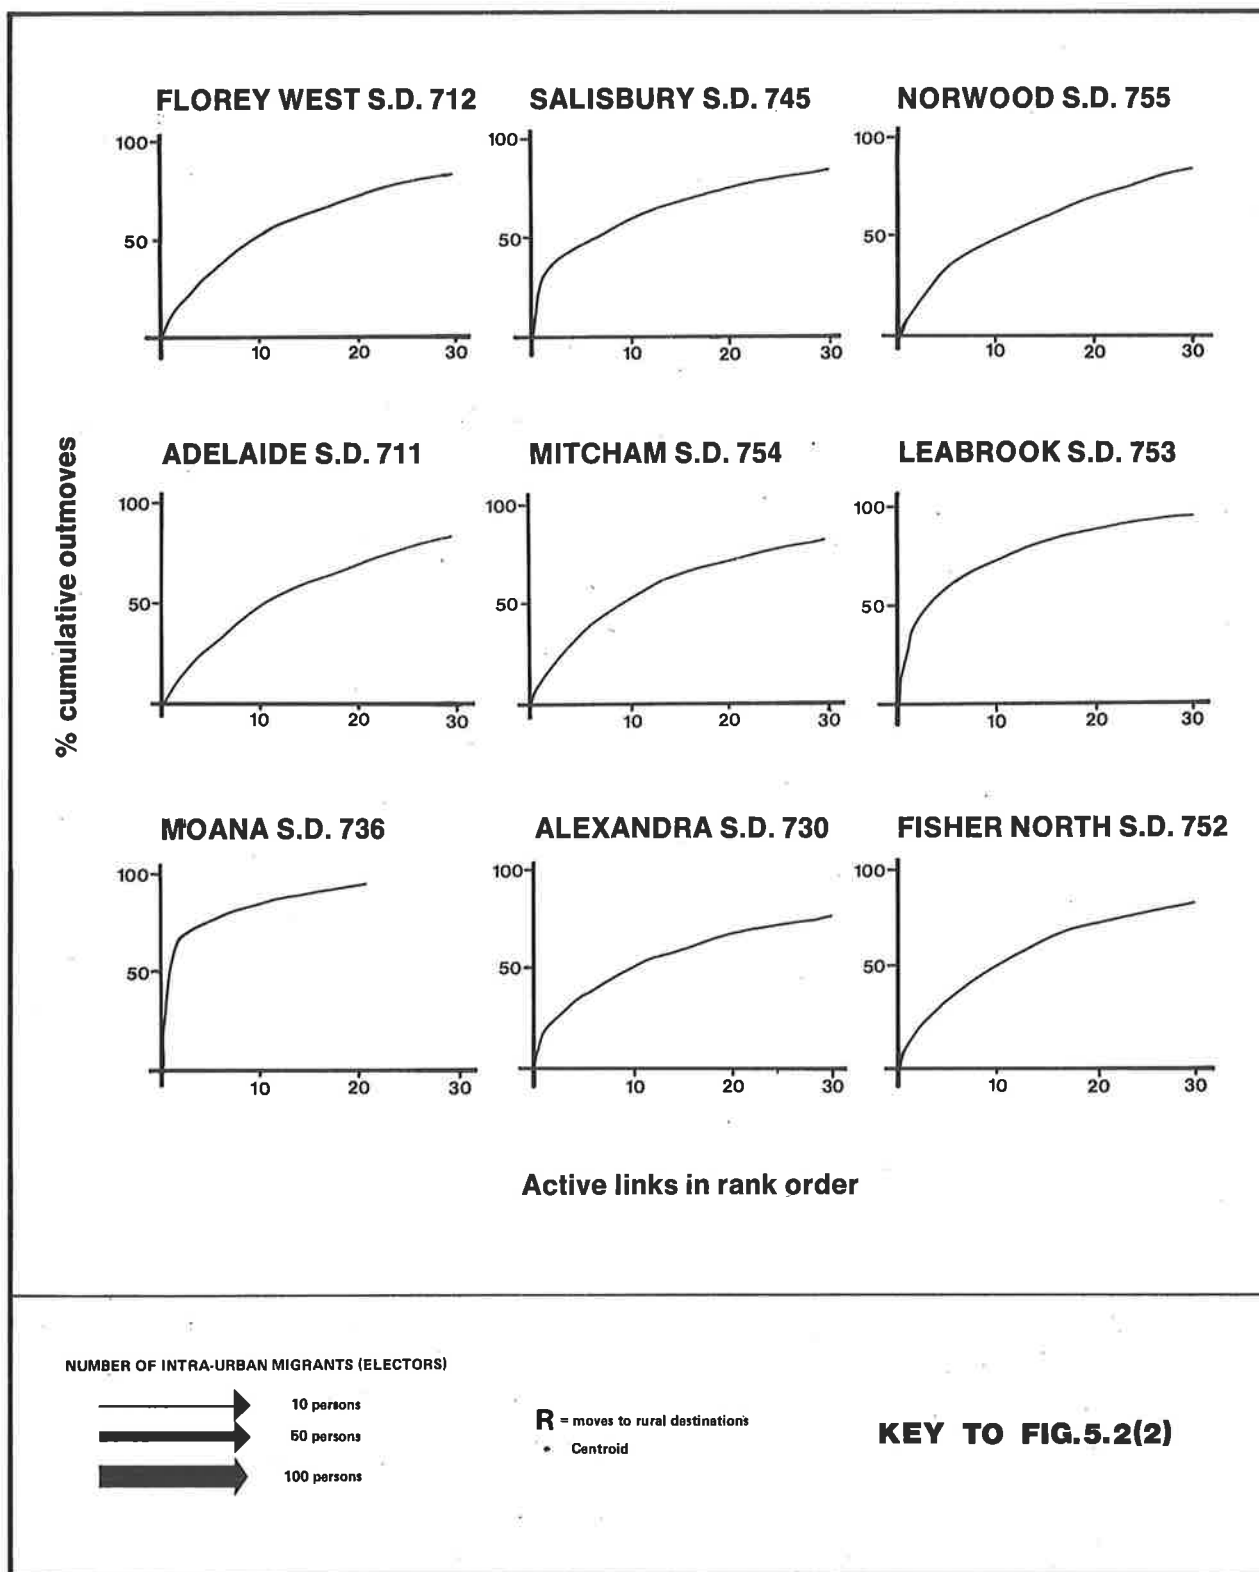 FLOREY WEST S.D. 712
SALISBURY S.D. 745
NORWOOD S.D. 755
100
50
10 20 30
100
50
10 20 30
100
50
10 20 30
% cumulative outmoves
ADELAIDE S.D. 711
MITCHAM S.D. 754
LEABROOK S.D. 753
100
50
10 20 30
100
50
10 20 30
100
50
10 20 30
MOANA S.D. 736
ALEXANDRA S.D. 730
FISHER NORTH S.D. 752
100
50
10 20 30
100
50
10 20 30
100
50
10 20 30
Active links in rank order
NUMBER OF INTRA-URBAN MIGRANTS (ELECTORS)
10 persons
50 persons
100 persons
R = moves to rural destinations
Centroid
KEY TO FIG.5.2(2)